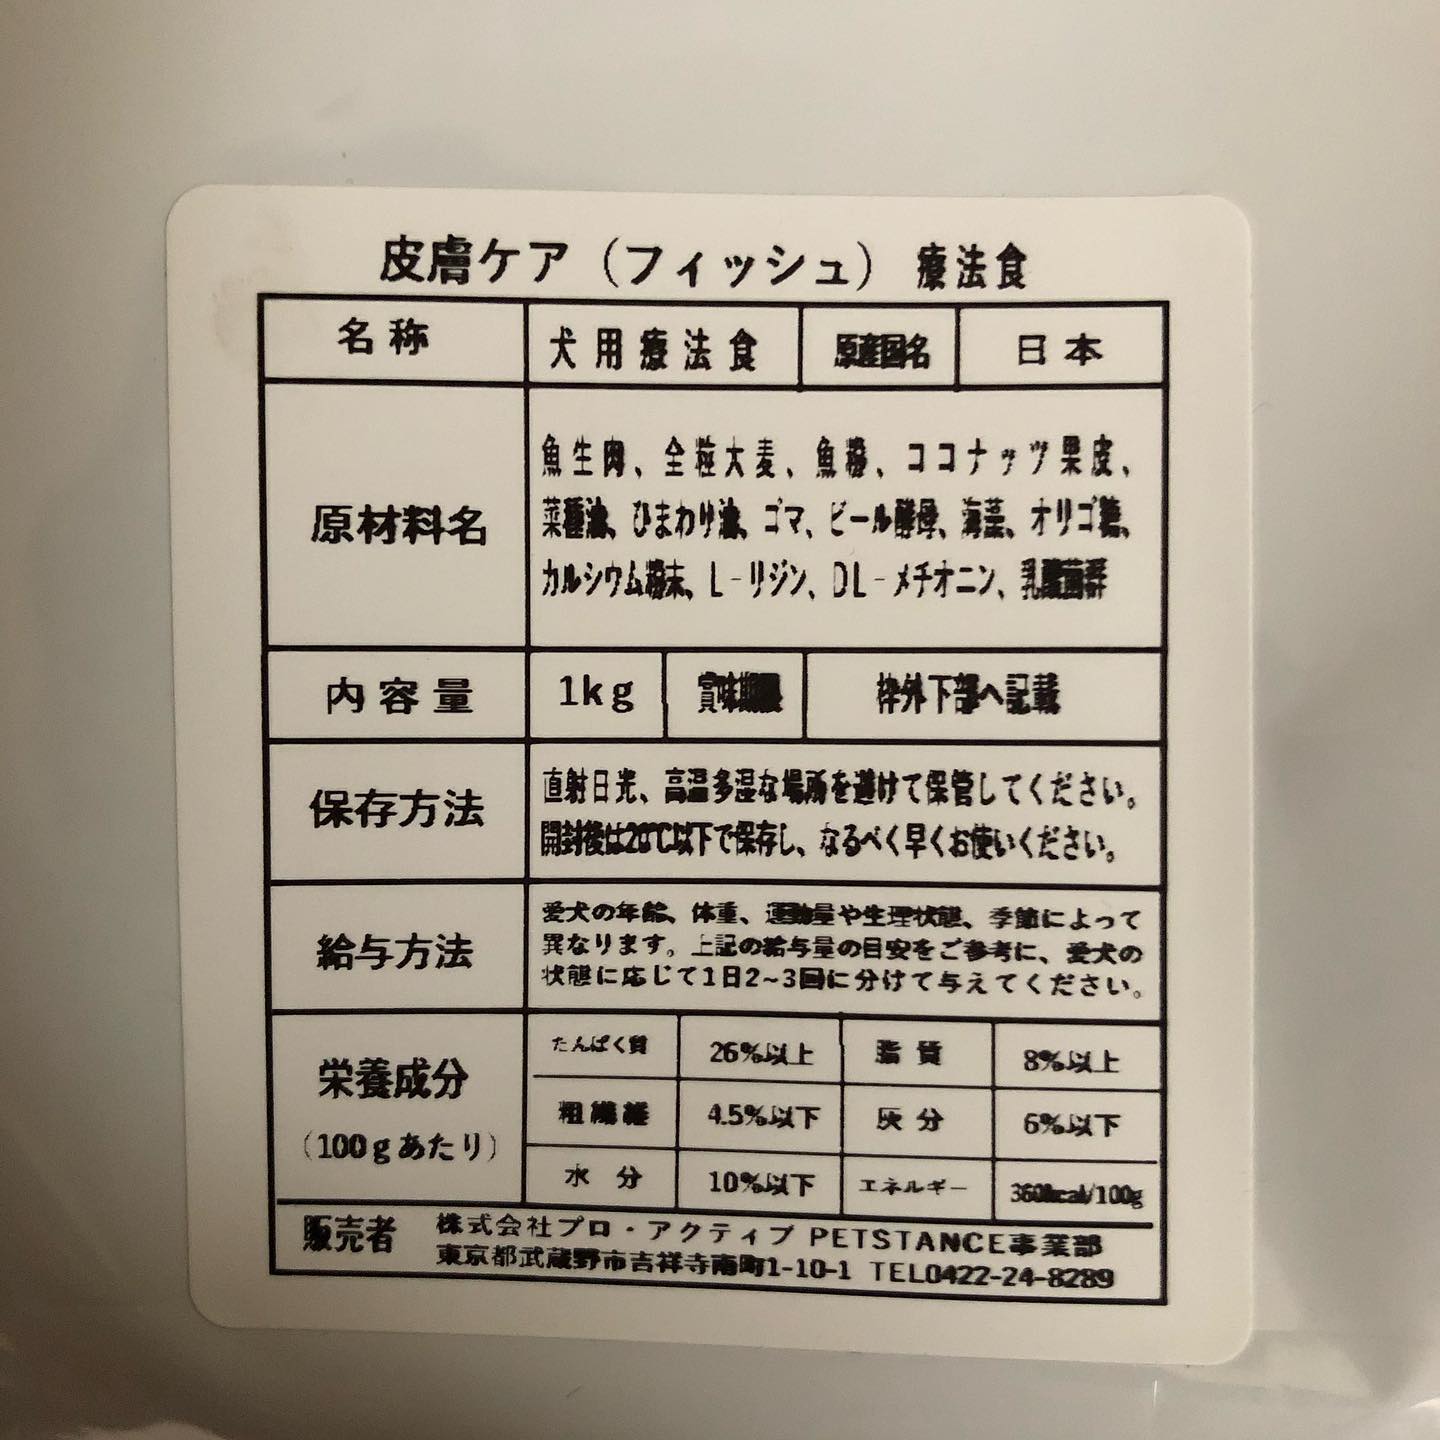 皮膚ケア（フィッシュ）療法食
名称 犬用療法食 原産国名 日本
原材料名
魚生肉、全粒大麦、魚粉、ココナッツ果皮、
菜種油、ひまわり油、ゴマ、ビール酵母、海藻、オリゴ糖、
カルシウム粉末、L-リジン、DL-メチオニン、乳酸菌群
内容量 1kg 賞味期限 枠外下部へ記載
保存方法
直射日光、高温多湿な場所を避けて保管してください。
開封後は20℃以下で保存し、なるべく早くお使いください。
給与方法
愛犬の年齢、体重、運動量や生理状態、季節によって
異なります。上記の給与量の目安をご参考に、愛犬の
状態に応じて1日2~3回に分けて与えてください。
栄養成分
（100gあたり）
たんぱく質 26%以上 脂質 8%以上
粗繊維 4.5%以下 灰分 6%以下
水分 10%以下 エネルギー 360kcal/100g
販売者
株式会社プロ・アクティブ PETSTANCE事業部
東京都武蔵野市吉祥寺南町1-10-1 TEL0422-24-8289